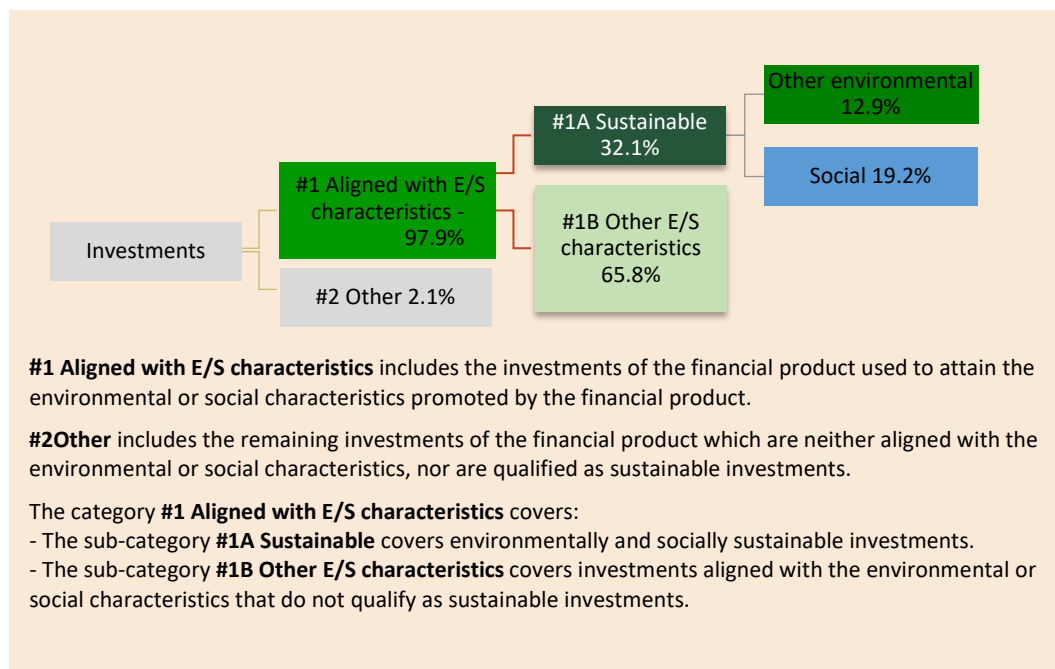 Other environmental
12.9%
#1A Sustainable
32.1%
Social 19.2%
#1 Aligned with E/S
characteristics -
97.9%
#1B Other E/S
characteristics
65.8%
Investments
#2 Other 2.1%
#1 Aligned with E/S characteristics includes the investments of the financial product used to attain the
environmental or social characteristics promoted by the financial product.
#2Other includes the remaining investments of the financial product which are neither aligned with the
environmental or social characteristics, nor are qualified as sustainable investments.
The category #1 Aligned with E/S characteristics covers:
- The sub-category #1A Sustainable covers environmentally and socially sustainable investments.
- The sub-category #1B Other E/S characteristics covers investments aligned with the environmental or
social characteristics that do not qualify as sustainable investments.